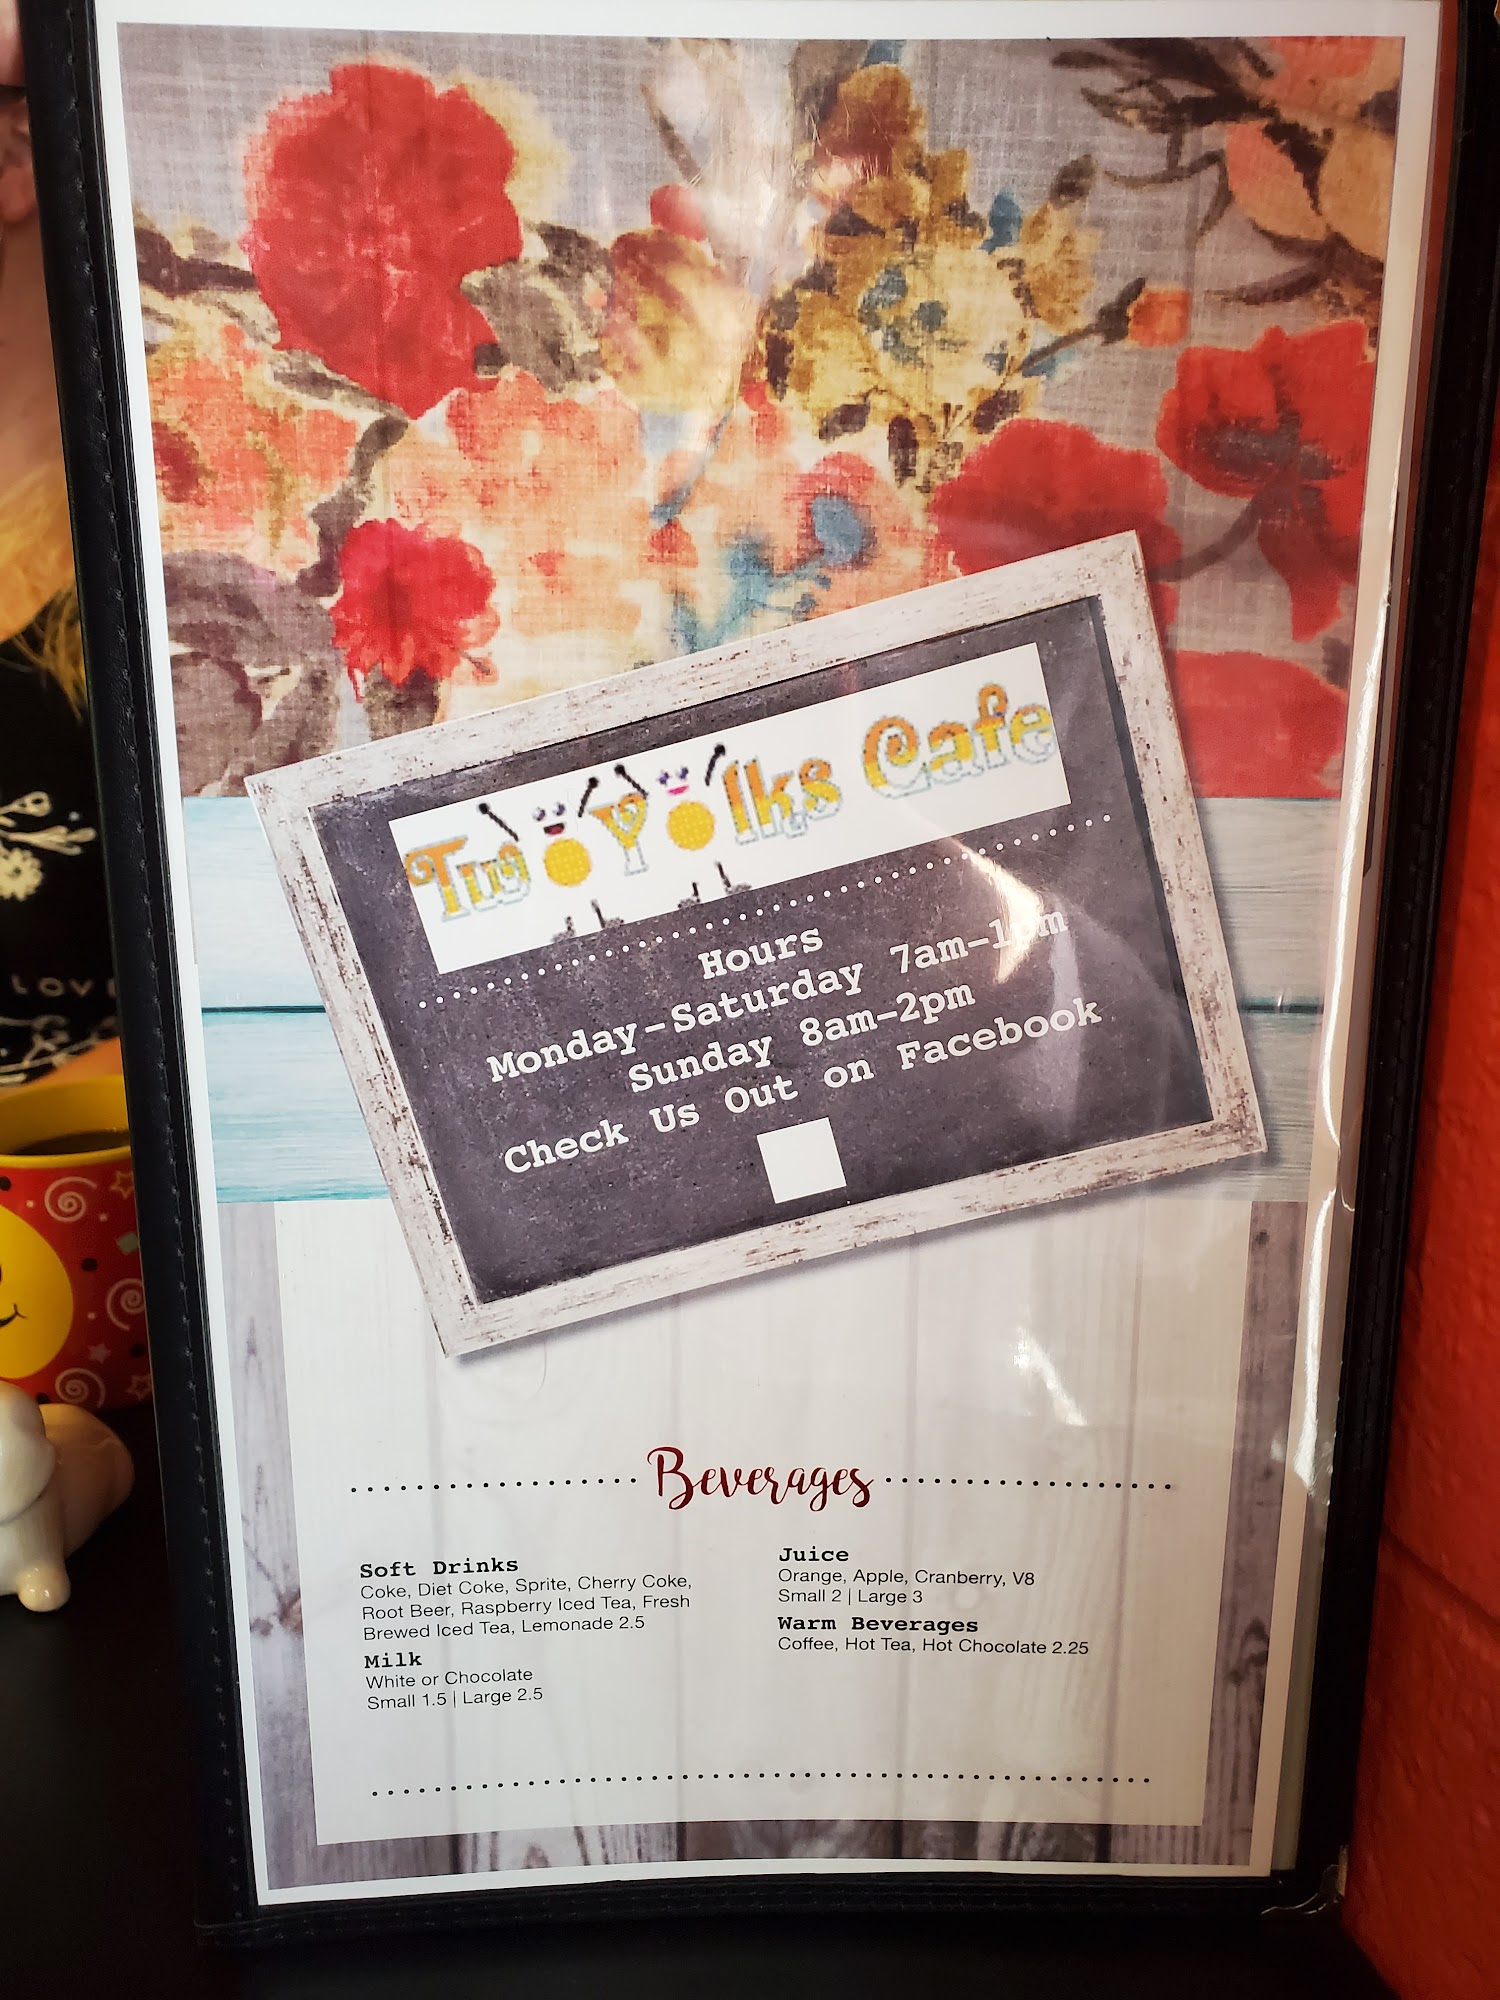 Two Yolks Cafe
Hours
Monday-Saturday
Sunday 8am-2pm
Check Us Out on Facebook
LOVE
Beverages
Soft Drinks
Coke, Diet Coke, Sprite, Cherry Coke,
Root Beer, Raspberry Iced Tea, Fresh
Brewed Iced Tea, Lemonade 2.5
Milk
White or Chocolate
Small 1.5 | Large 2.5
Juice
Orange, Apple, Cranberry, V8
Small 2 | Large 3
Warm Beverages
Coffee, Hot Tea, Hot Chocolate 2.25